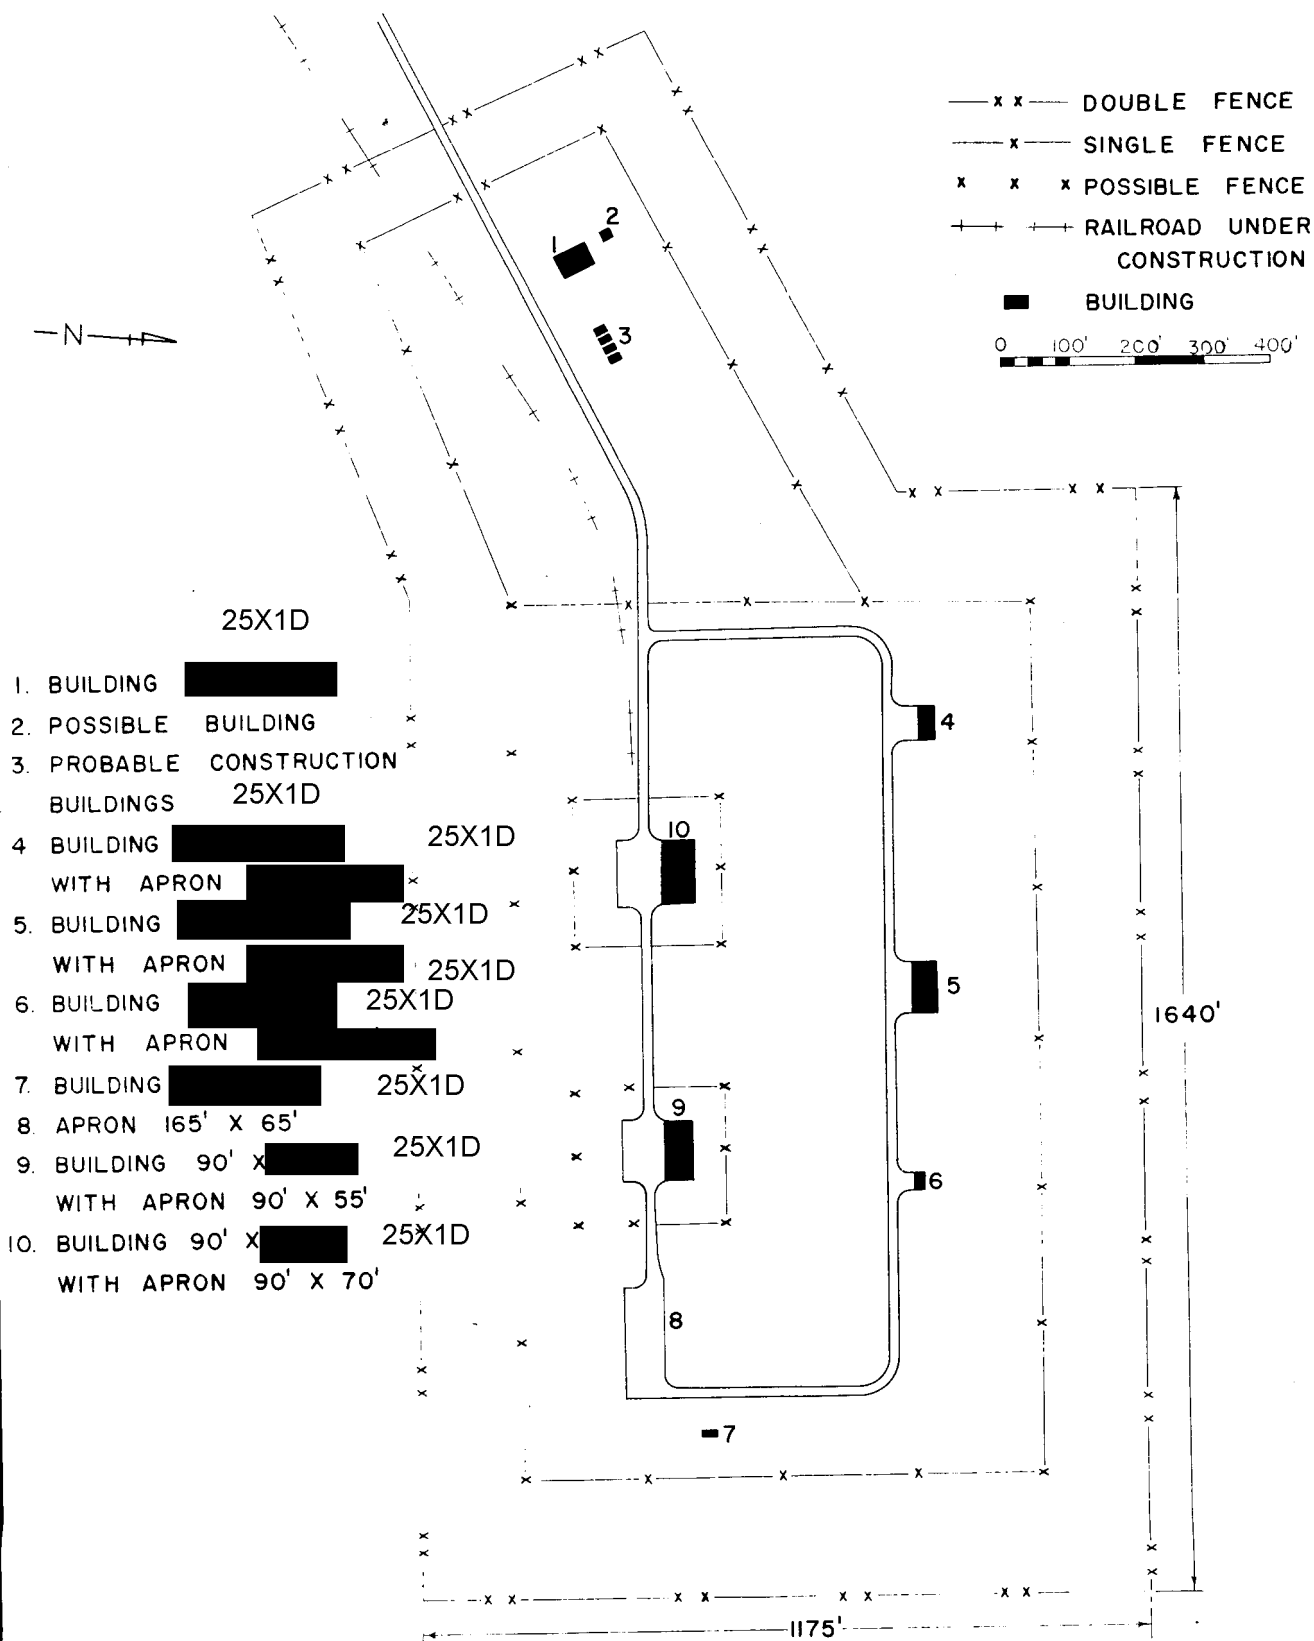 X X DOUBLE FENCE
X SINGLE FENCE
X X X POSSIBLE FENCE
RAILROAD UNDER
CONSTRUCTION
BUILDING
0 100' 200' 300' 400'
N
1
2
3
4
10
5
9
6
8
7
1640'
1175'
25X1D
1. BUILDING
2. POSSIBLE BUILDING
3. PROBABLE CONSTRUCTION
BUILDINGS 25X1D
4 BUILDING 25X1D
WITH APRON
5. BUILDING 25X1D
WITH APRON 25X1D
6. BUILDING 25X1D
WITH APRON
7. BUILDING 25X1D
8. APRON 165' X 65'
9. BUILDING 90' X 25X1D
WITH APRON 90' X 55'
10. BUILDING 90' X 25X1D
WITH APRON 90' X 70'